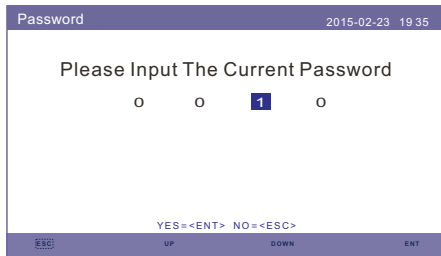 Password 2015-02-23 19 35
Please Input The Current Password
0 0 1 0
YES=<ENT> NO=<ESC>
ESC UP DOWN ENT